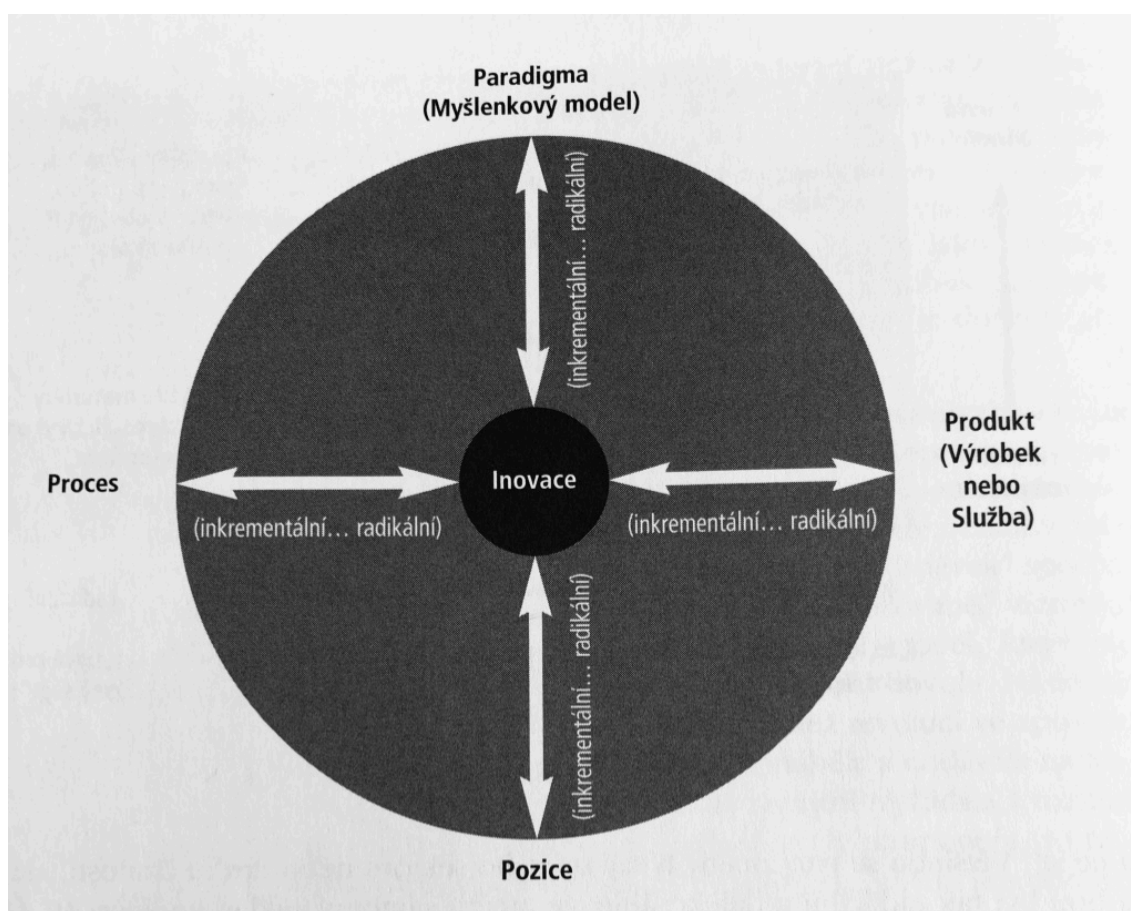 Paradigma
(Myšlenkový model)
(inkrementální... radikální)
Proces
Inovace
Produkt
(Výrobek
nebo
Služba)
(inkrementální... radikální)
(inkrementální... radikální)
(inkrementální... radikální)
Pozice